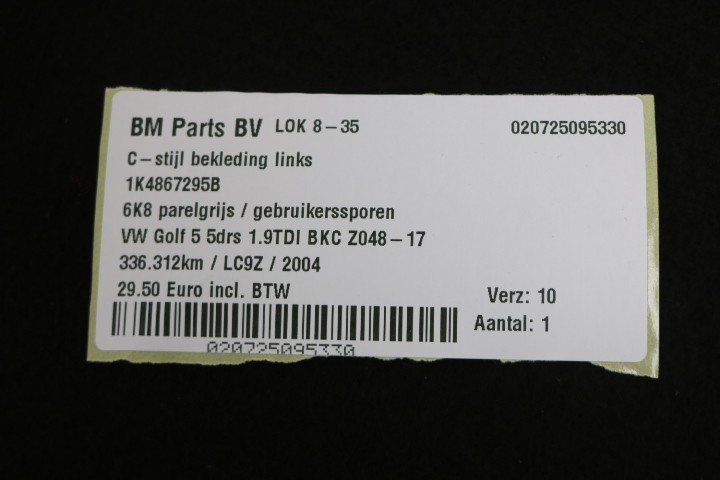 BM Parts BV LOK 8-35 020725095330
C-stijl bekleding links
1K4867295B
6K8 parelgrijs / gebruikerssporen
VW Golf 5 5drs 1.9TDI BKC Z048-17
336.312km / LC9Z / 2004
29.50 Euro incl. BTW Verz: 10
Aantal: 1
020725095330